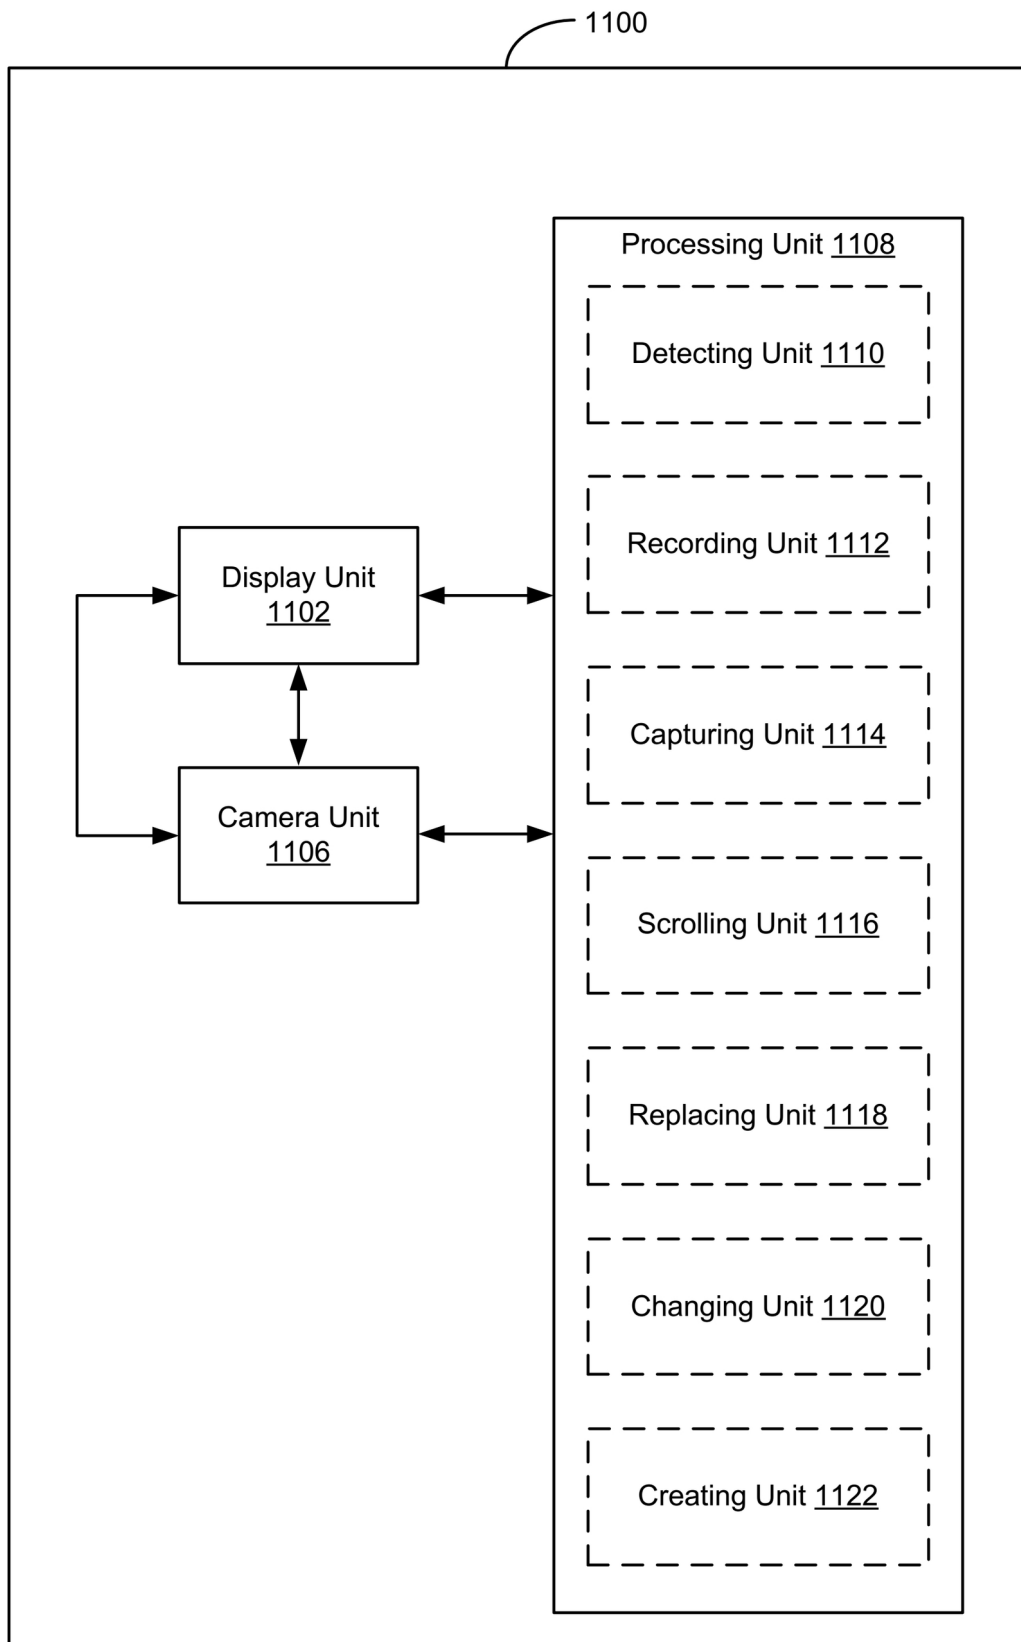 1100
Processing Unit 1108
Detecting Unit 1110
Recording Unit 1112
Display Unit
1102
Capturing Unit 1114
Camera Unit
1106
Scrolling Unit 1116
Replacing Unit 1118
Changing Unit 1120
Creating Unit 1122